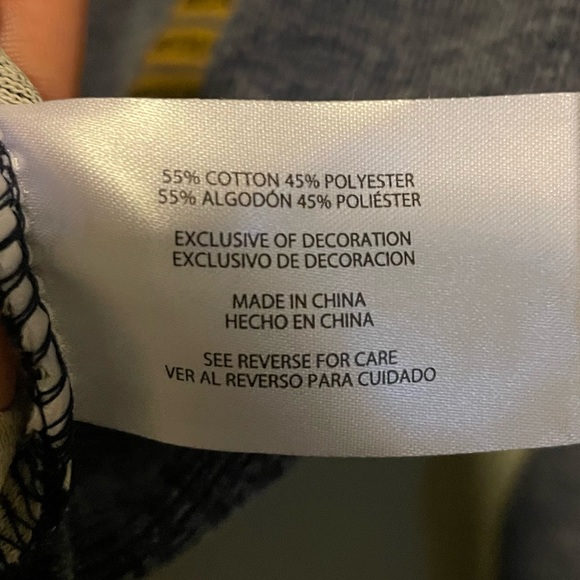 55% COTTON 45% POLYESTER
55% ALGODÓN 45% POLIÉSTER
EXCLUSIVE OF DECORATION
EXCLUSIVO DE DECORACION
MADE IN CHINA
HECHO EN CHINA
SEE REVERSE FOR CARE
VER AL REVERSO PARA CUIDADO